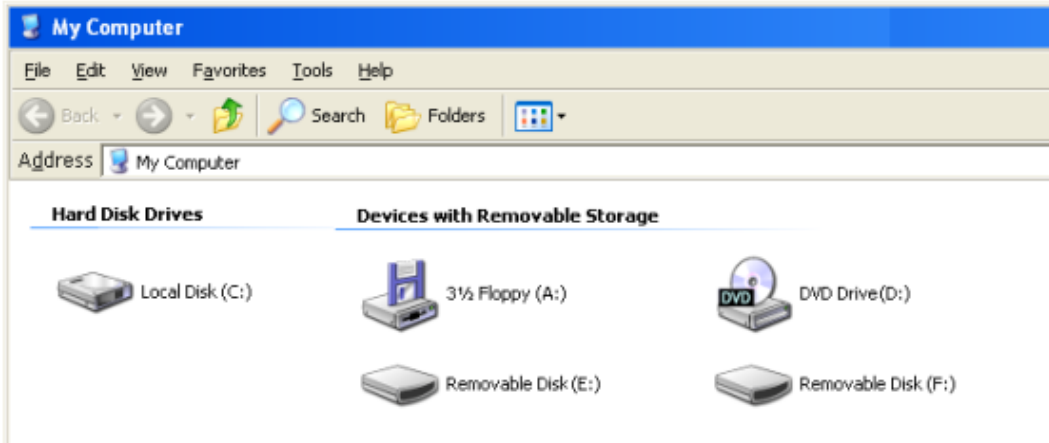 My Computer
File Edit View Favorites Tools Help
Back Search Folders
Address My Computer
Hard Disk Drives Devices with Removable Storage
Local Disk (C:) 3½ Floppy (A:) DVD DVD Drive(D:)
Removable Disk (E:) Removable Disk (F:)